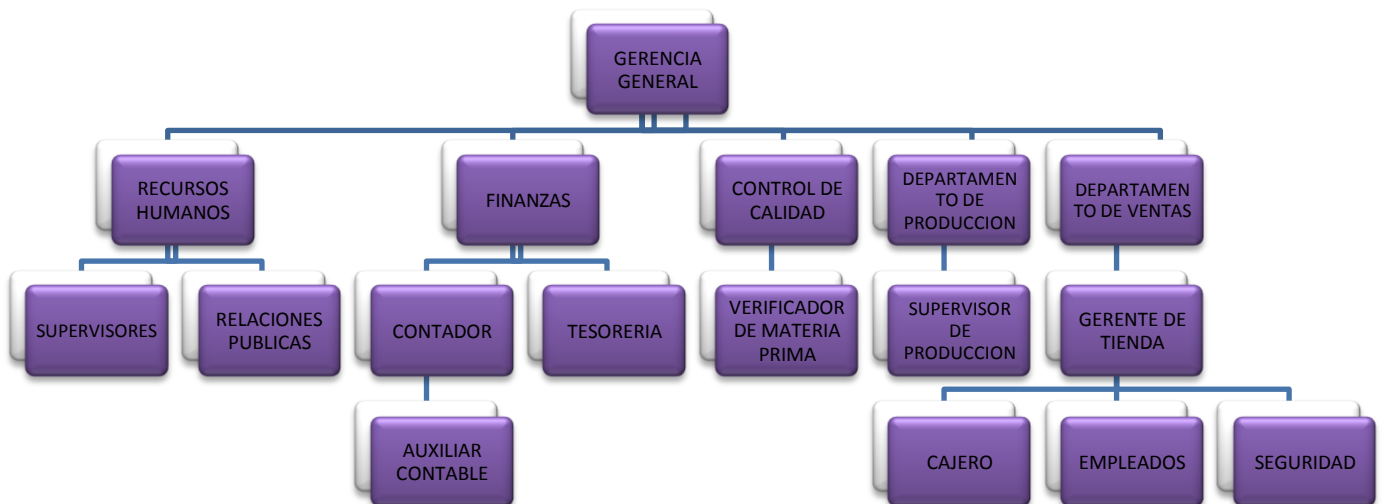 GERENCIA
GENERAL
RECURSOS
HUMANOS
FINANZAS
CONTROL DE
CALIDAD
DEPARTAMEN
TO DE
PRODUCCION
DEPARTAMEN
TO DE VENTAS
SUPERVISORES
RELACIONES
PUBLICAS
CONTADOR
TESORERIA
VERIFICADOR
DE MATERIA
PRIMA
SUPERVISOR
DE
PRODUCCION
GERENTE DE
TIENDA
AUXILIAR
CONTABLE
CAJERO
EMPLEADOS
SEGURIDAD